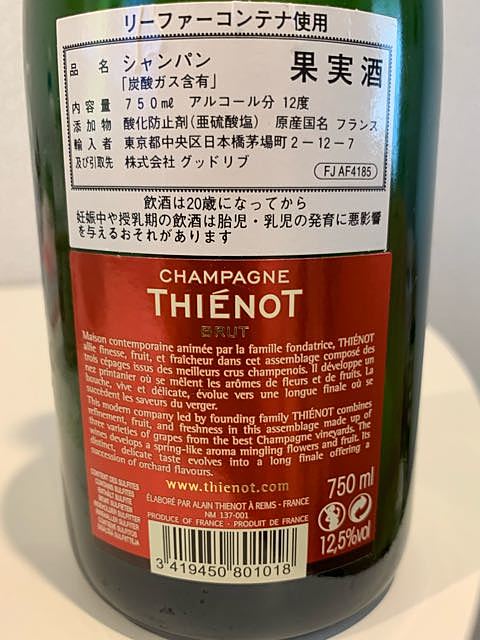 リーファーコンテナ使用
品名 シャンパン 果実酒
「炭酸ガス含有」
内容量 750ml アルコール分 12度
添加物 酸化防止剤(亜硫酸塩) 原産国名 フランス
輸入者 東京都中央区日本橋茅場町2-12-7
及び引取先 株式会社 グッドリブ
FJ AF4185
飲酒は20歳になってから
妊娠中や授乳期の飲酒は胎児・乳児の発育に悪影響
を与えるおそれがあります
CHAMPAGNE
THIÉNOT
BRUT
Maison contemporaine animée par la famille fondatrice, THIÉNOT
allie finesse, fruit, et fraîcheur dans cet assemblage composé des
trois cépages issus des meilleurs crus champenois. Il développe un
nez printanier où se mêlent les arômes de fleurs et de fruits. La
bouche, vive et délicate, évolue vers une longue finale où se
succèdent les saveurs du verger.
This modern company led by founding family THIÉNOT combines
refinement, fruit, and freshness in this assemblage made up of
three varieties of grapes from the best Champagne vineyards. The
wines develop a spring-like aroma mingling flowers and fruit. Its
distinct, delicate taste evolves into a long finale offering a
succession of orchard flavours.
www.thienot.com
750 ml
CONTIENT DES SULFITES
CONTAINS SULPHITES
ÉLABORÉ PAR ALAIN THIENOT À REIMS - FRANCE
NM 137-001
PRODUCE OF FRANCE - PRODUIT DE FRANCE
12,5%vol
3 419450 801018